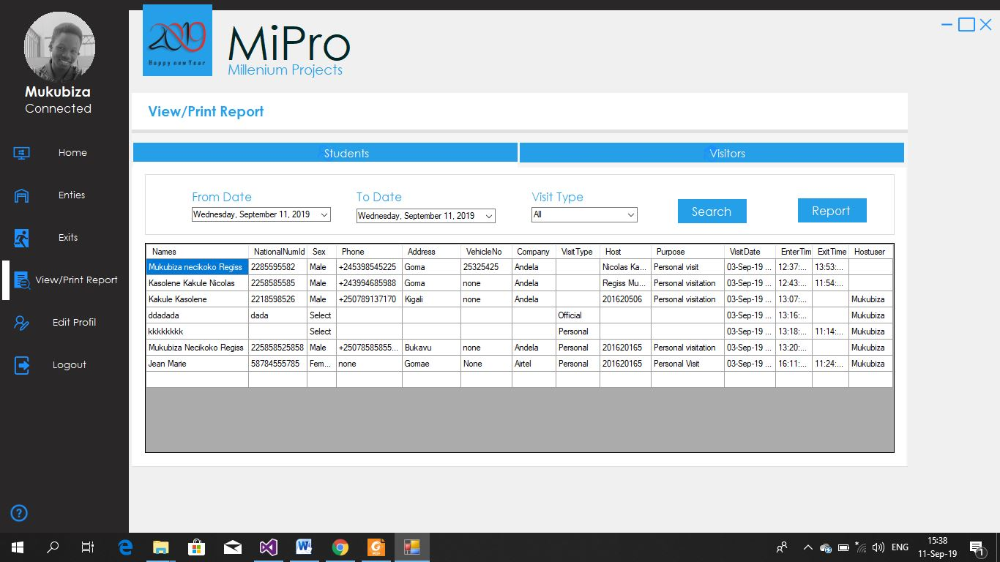 2019
Happy new Year
MiPro
Millenium Projects
Mukubiza
Connected
Home
Enties
Exits
View/Print Report
Edit Profil
Logout
View/Print Report
Students Visitors
From Date To Date Visit Type
Wednesday, September 11, 2019 Wednesday, September 11, 2019 All Search Report
Names NationalNumId Sex Phone Address VehicleNo Company VisitType Host Purpose VisitDate EnterTim ExitTime Hostuser
Mukubiza necikoko Regiss 2285595582 Male +245398545225 Goma 25325425 Andela Nicolas Ka... Personal visit 03-Sep-19 ... 12:37:... 13:53:...
Kasolene Kakule Nicolas 2258585585 Male +243994685988 Goma none Andela Regiss Mu... Personal visitation 03-Sep-19 ... 12:43:... 11:54:...
Kakule Kasolene 2218598526 Male +250789137170 Kigali none Andela 201620506 Personal visitation 03-Sep-19 ... 13:07:... Mukubiza
ddadada dada Select Official 03-Sep-19 ... 13:16:... Mukubiza
kkkkkkkk Select Personal 03-Sep-19 ... 13:18:... 11:14:... Mukubiza
Mukubiza Necikoko Regiss 225858525858 Male +25078585855... Bukavu none Andela Personal 201620165 Personal visitation 03-Sep-19 ... 13:20:... Mukubiza
Jean Marie 58784555785 Fem... none Gomae None Airtel Personal 201620165 Personal Visit 03-Sep-19 ... 16:11:... 11:24:... Mukubiza
ENG 15:38
11-Sep-19
1